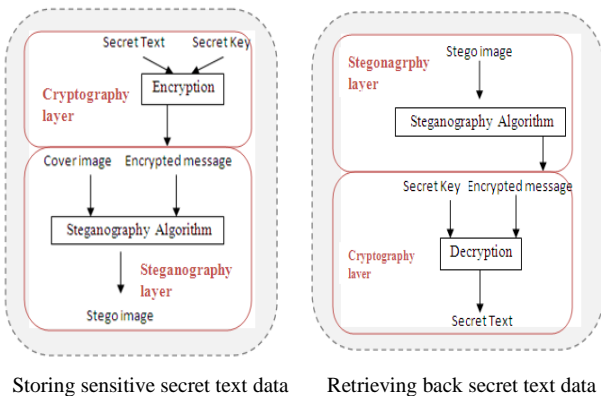 Secret Text Secret Key
Encryption
Cryptography
layer
Cover image Encrypted message
Steganography Algorithm
Steganography
layer
Stego image
Storing sensitive secret text data
Stego image
Stegonagrphy
layer
Steganography Algorithm
Secret Key Encrypted message
Decryption
Cryptography
layer
Secret Text
Retrieving back secret text data